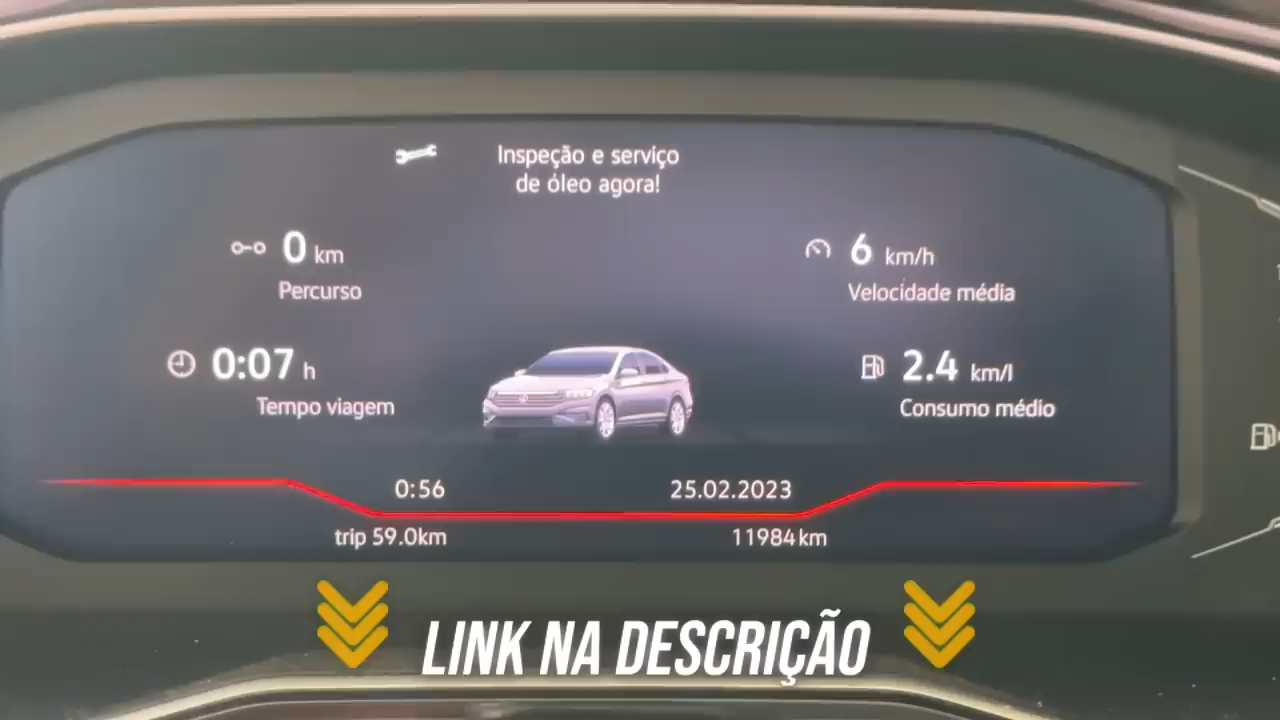 Inspeção e serviço
de óleo agora!
0 km
Percurso
6 km/h
Velocidade média
0:07 h
Tempo viagem
2.4 km/l
Consumo médio
0:56
25.02.2023
trip 59.0km
11984km
LINK NA DESCRIÇÃO